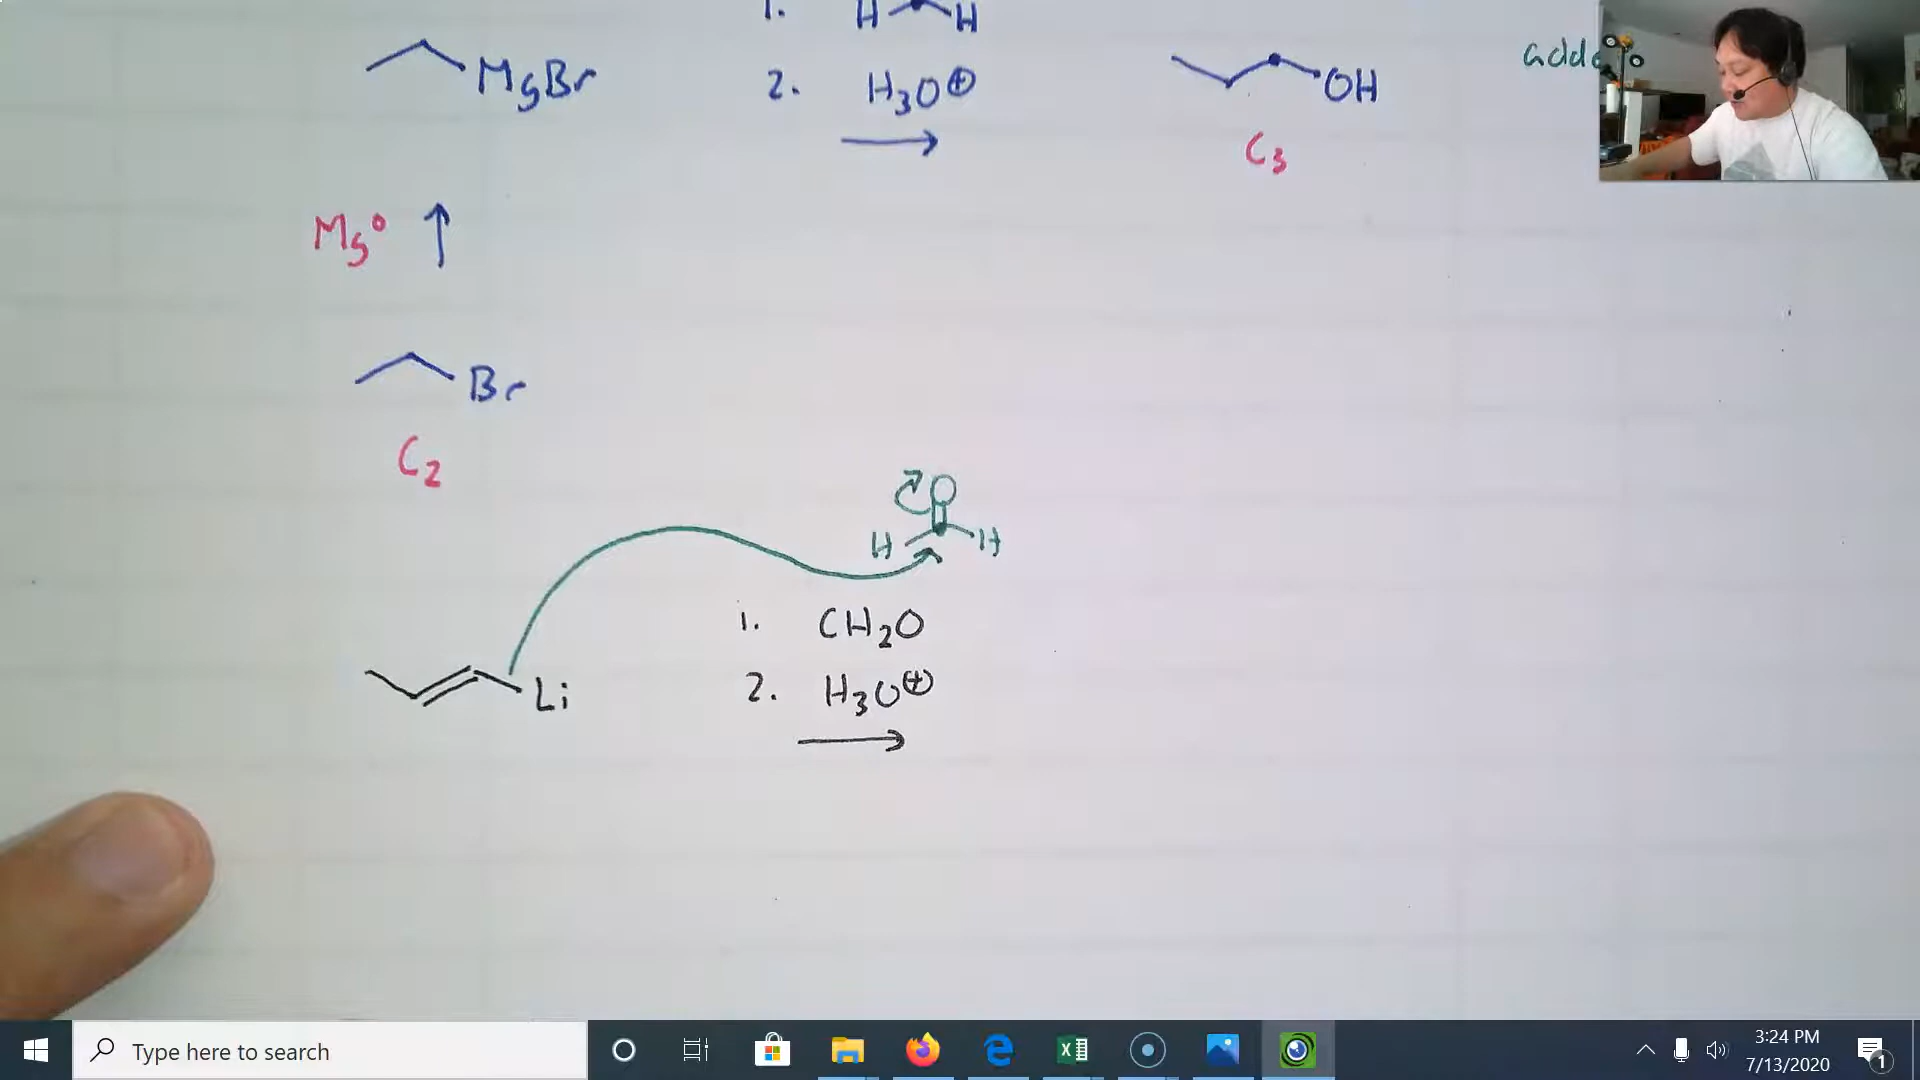 1. H H
MgBr 2. H3O⊕ OH
adde
C3
Mg°
Br
C2
O
H H
1. CH2O
2. H3O⊕
Li
Type here to search
3:24 PM
7/13/2020
1